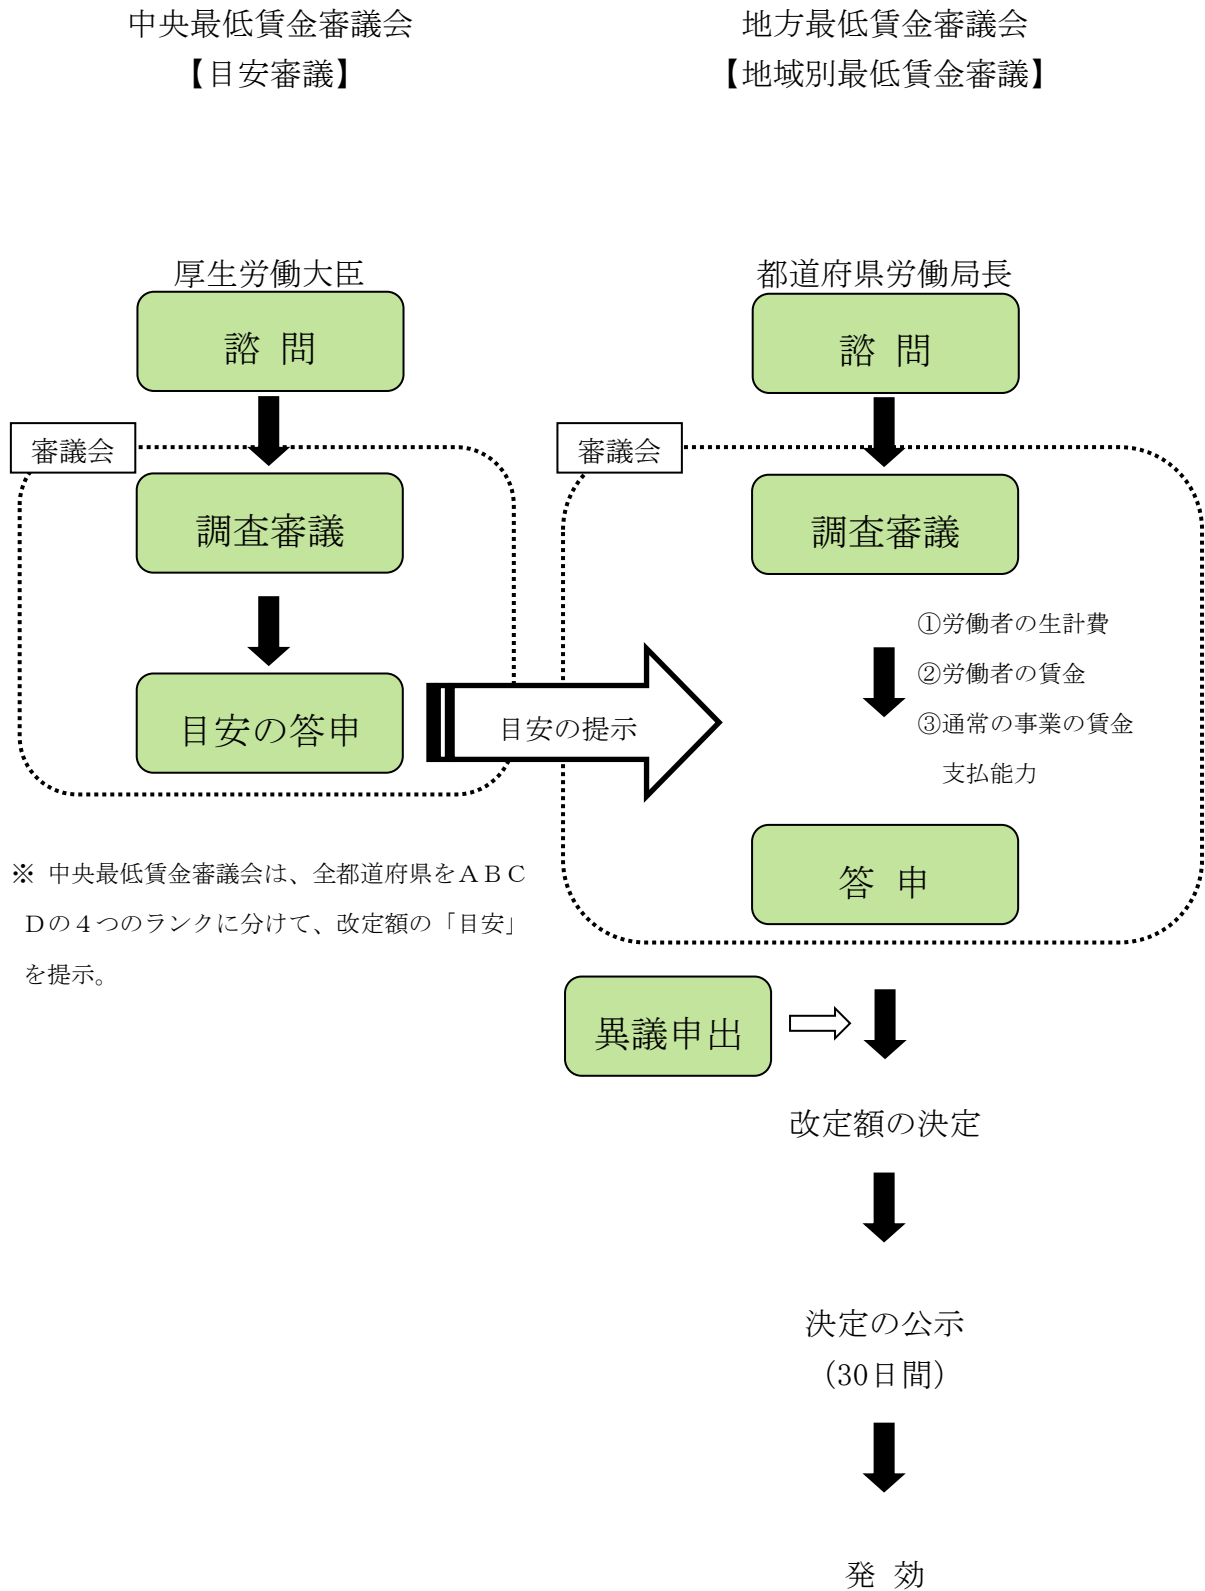 中央最低賃金審議会
【目安審議】
厚生労働大臣
諮 問
審議会
調査審議
目安の答申
目安の提示
※ 中央最低賃金審議会は、全都道府県をＡＢＣ
Ｄの４つのランクに分けて、改定額の「目安」
を提示。
地方最低賃金審議会
【地域別最低賃金審議】
都道府県労働局長
諮 問
審議会
調査審議
①労働者の生計費
②労働者の賃金
③通常の事業の賃金
支払能力
答 申
異議申出
改定額の決定
決定の公示
（30日間）
発 効